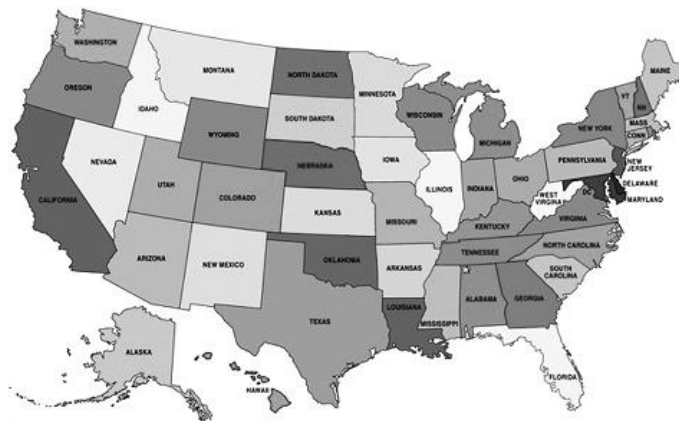 WASHINGTON
MAINE
MONTANA
NORTH DAKOTA
MINNESOTA
VT
NH
OREGON
IDAHO
WISCONSIN
MASS
NEW YORK
SOUTH DAKOTA
MICHIGAN
CONN
RI
WYOMING
IOWA
PENNSYLVANIA
NEW
JERSEY
NEBRASKA
NEVADA
OHIO
UTAH
ILLINOIS
INDIANA
DELAWARE
DC
COLORADO
WEST
VIRGINIA
MARYLAND
CALIFORNIA
KANSAS
MISSOURI
VIRGINIA
KENTUCKY
NORTH CAROLINA
TENNESSEE
ARIZONA
NEW MEXICO
OKLAHOMA
ARKANSAS
SOUTH
CAROLINA
ALABAMA
GEORGIA
LOUISIANA
MISSISSIPPI
TEXAS
ALASKA
FLORIDA
HAWAII